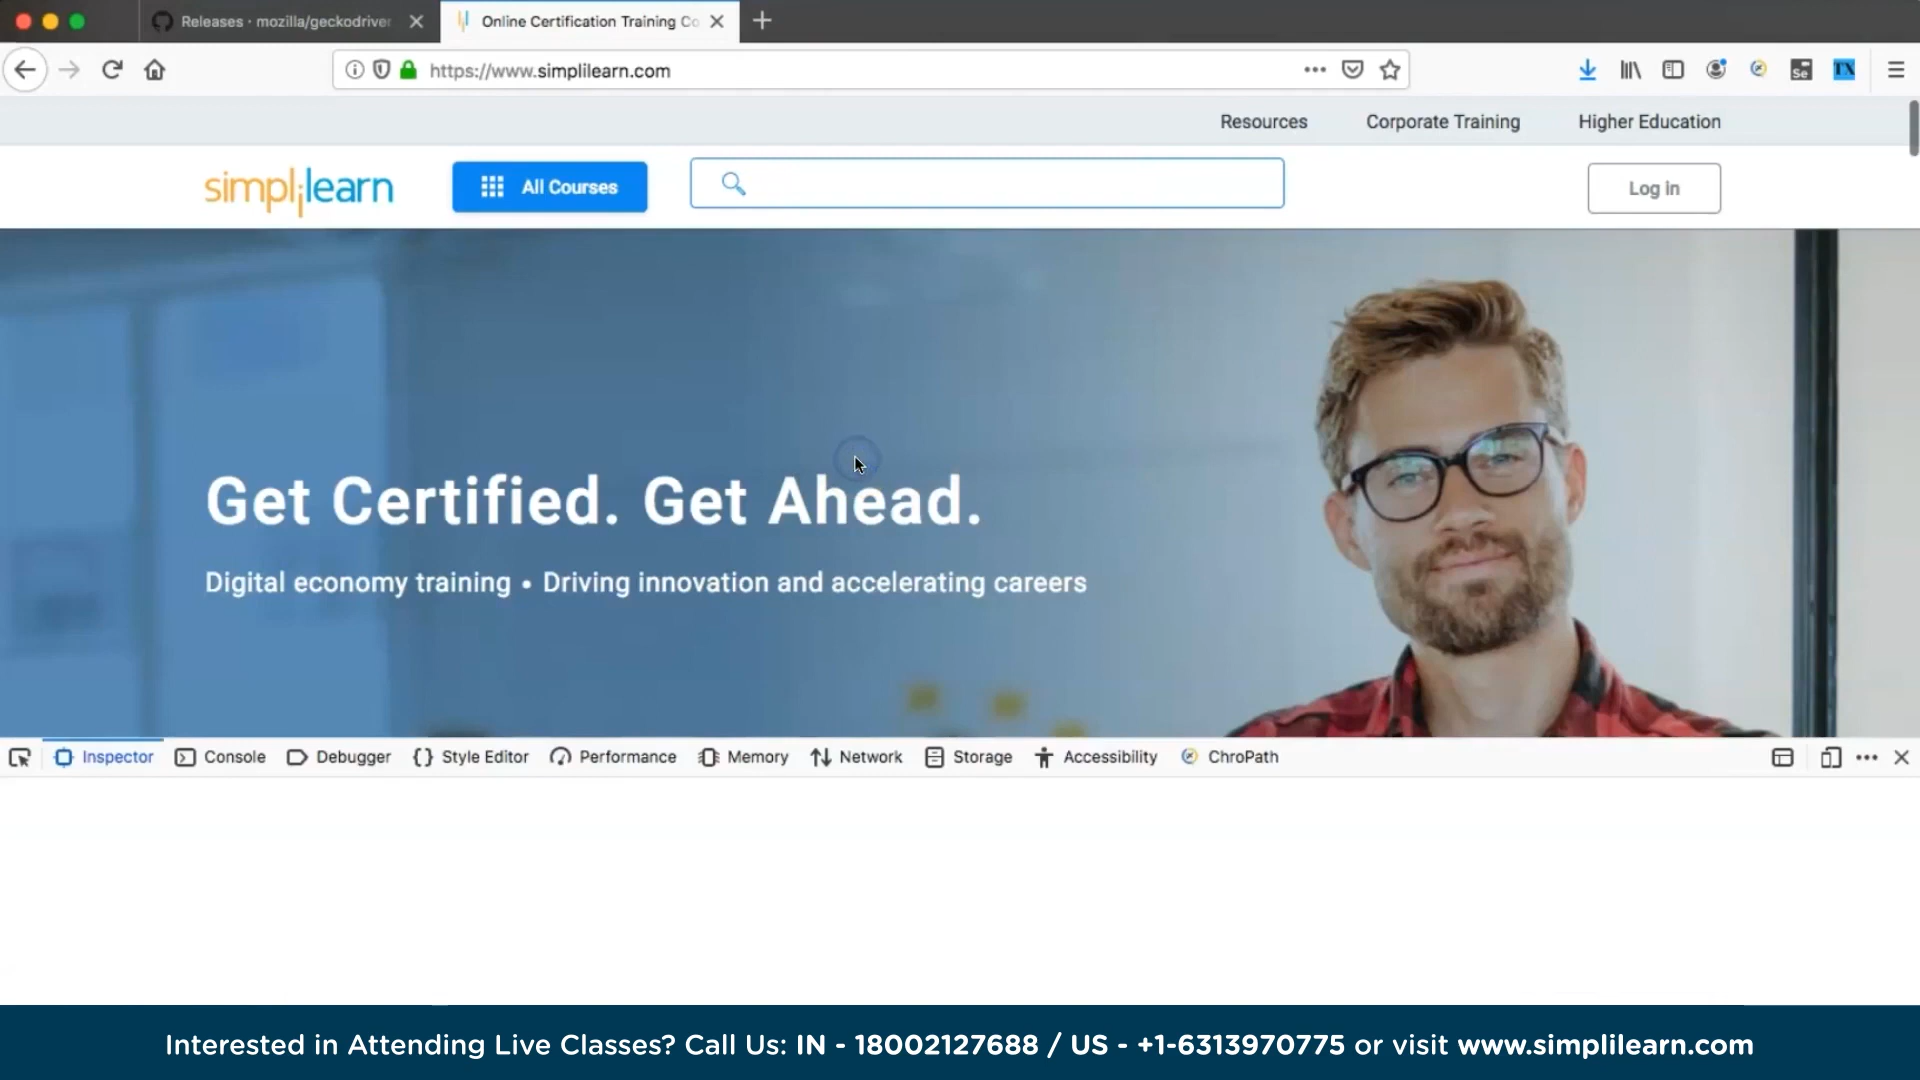 Releases · mozilla/geckodriver
Online Certification Training Co
https://www.simplilearn.com
Se
TX
Resources
Corporate Training
Higher Education
simplilearn
All Courses
Log in
Get Certified. Get Ahead.
Digital economy training • Driving innovation and accelerating careers
Inspector
Console
Debugger
{} Style Editor
Performance
Memory
Network
Storage
Accessibility
ChroPath
Interested in Attending Live Classes? Call Us: IN - 18002127688 / US - +1-6313970775 or visit www.simplilearn.com